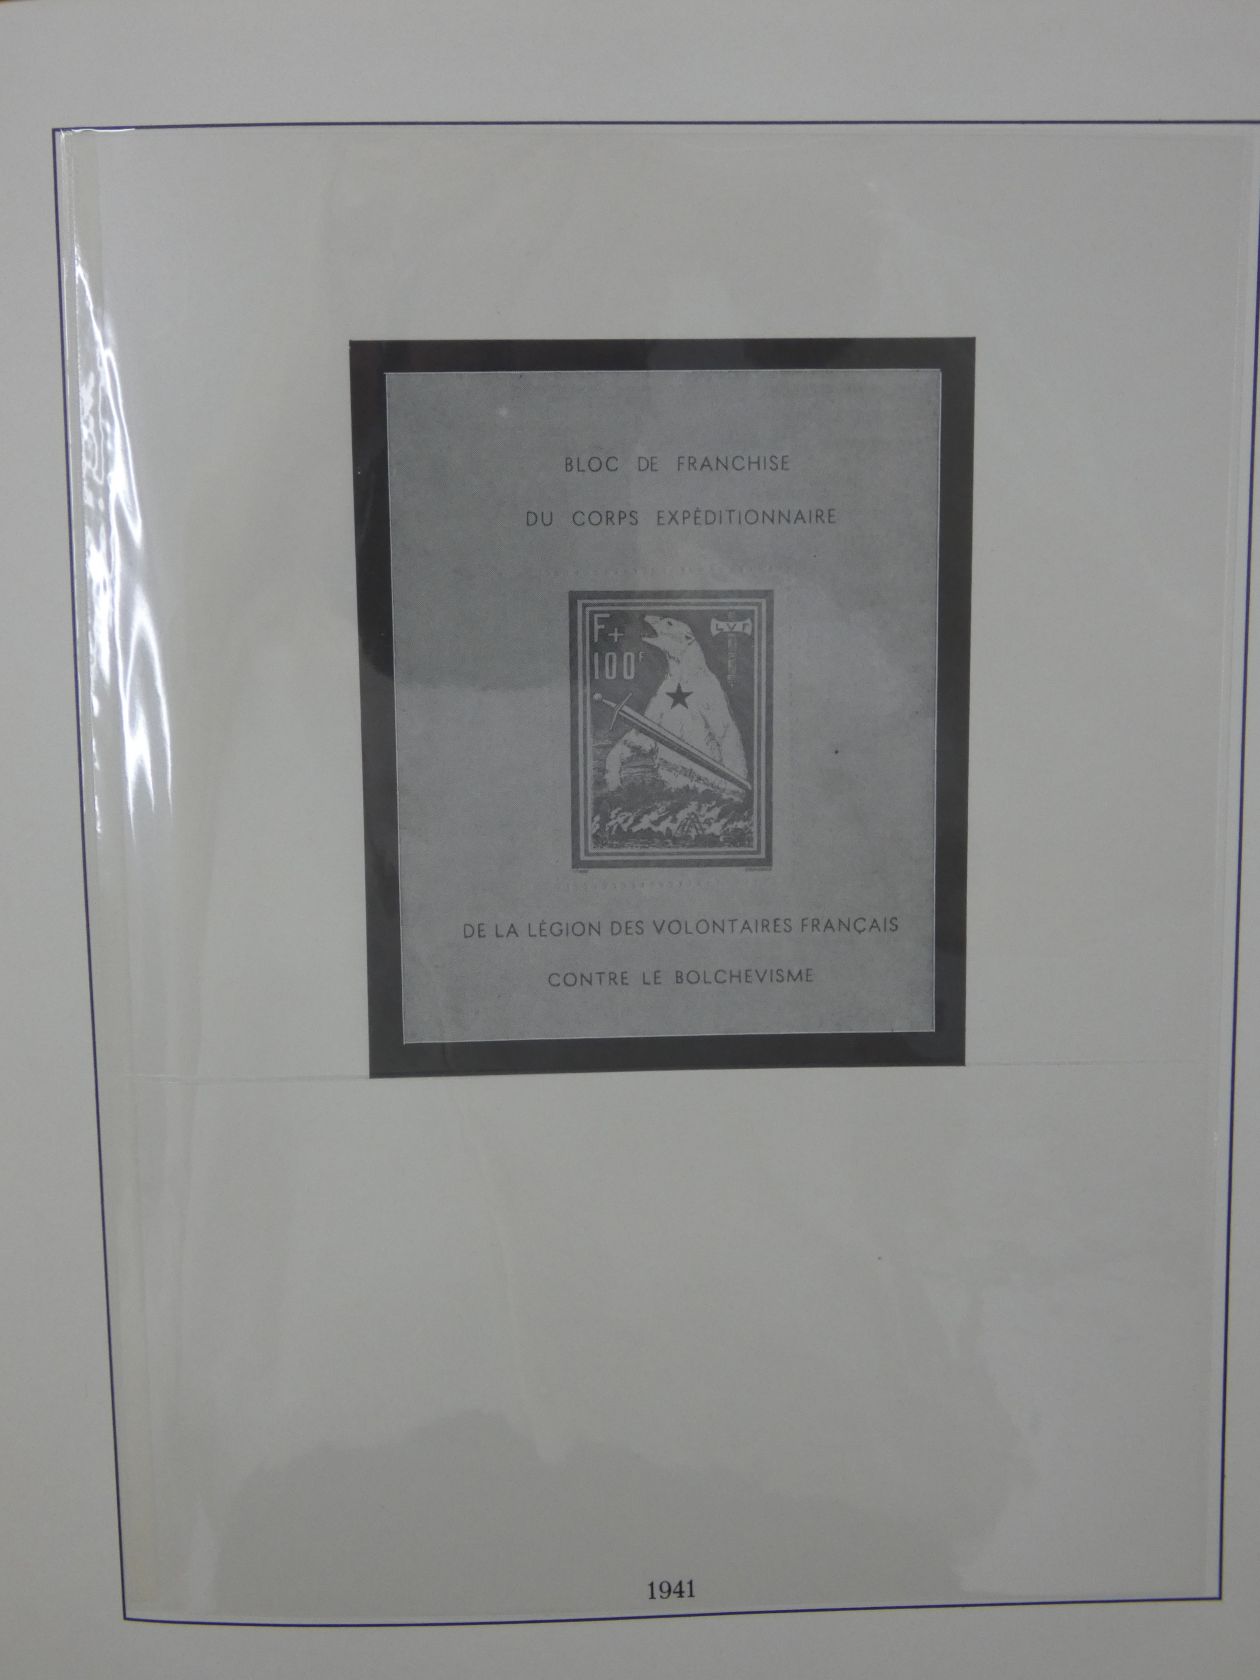 BLOC DE FRANCHISE
DU CORPS EXPÉDITIONNAIRE
F+
100F
LVF
DE LA LÉGION DES VOLONTAIRES FRANÇAIS
CONTRE LE BOLCHEVISME
1941